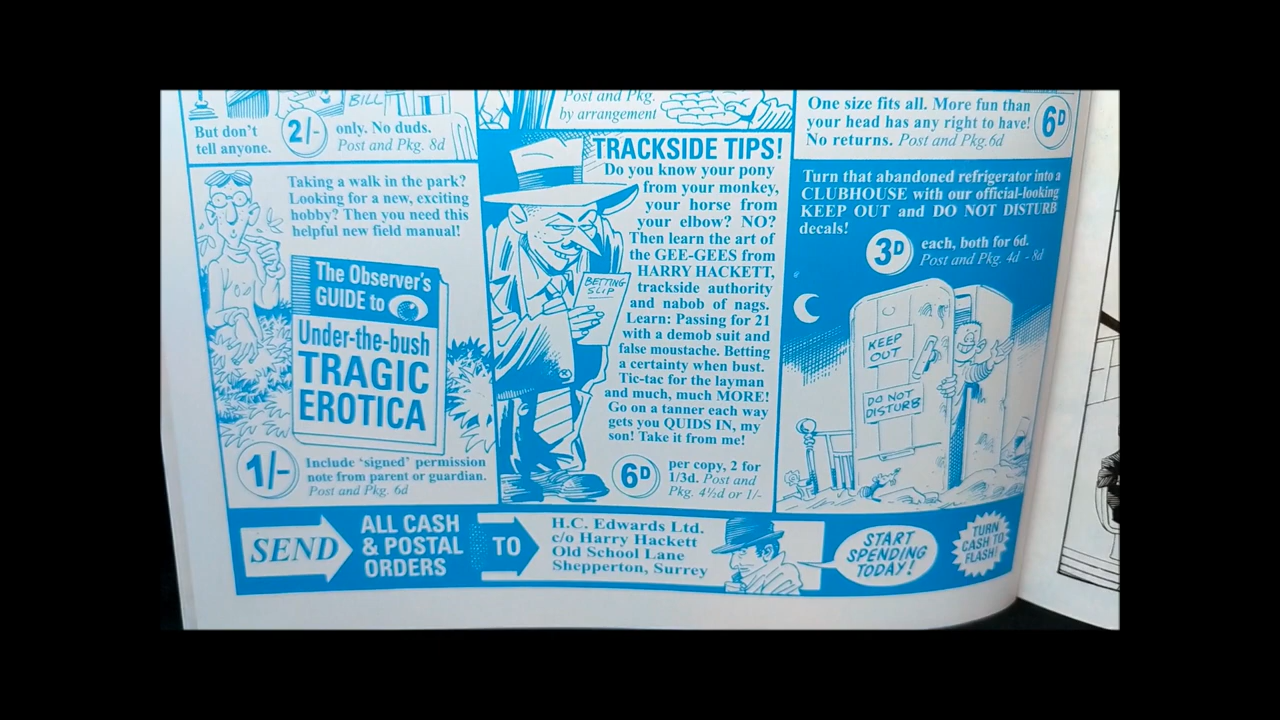 BILL
But don't
tell anyone.
2/-
only. No duds.
Post and Pkg. 8d
Post and Pkg.
by arrangement
One size fits all. More fun than
your head has any right to have!
No returns. Post and Pkg.6d
6D
Taking a walk in the park?
Looking for a new, exciting
hobby? Then you need this
helpful new field manual!
The Observer's
GUIDE to
Under-the-bush
TRAGIC
EROTICA
1/-
Include 'signed' permission
note from parent or guardian.
Post and Pkg. 6d
TRACKSIDE TIPS!
Do you know your pony
from your monkey,
your horse from
your elbow? NO?
Then learn the art of
the GEE-GEES from
HARRY HACKETT,
trackside authority
and nabob of nags.
Learn: Passing for 21
with a demob suit and
false moustache. Betting
a certainty when bust.
Tic-tac for the layman
and much, much MORE!
Go on a tanner each way
gets you QUIDS IN, my
son! Take it from me!
BETTING
SLIP
6D
per copy, 2 for
1/3d. Post and
Pkg. 4½d or 1/-
Turn that abandoned refrigerator into a
CLUBHOUSE with our official-looking
KEEP OUT and DO NOT DISTURB
decals!
3D
each, both for 6d.
Post and Pkg. 4d - 8d
KEEP
OUT
DO NOT
DISTURB
SEND
ALL CASH
& POSTAL
ORDERS
TO
H.C. Edwards Ltd.
c/o Harry Hackett
Old School Lane
Shepperton, Surrey
START
SPENDING
TODAY!
TURN
CASH TO
FLASH!